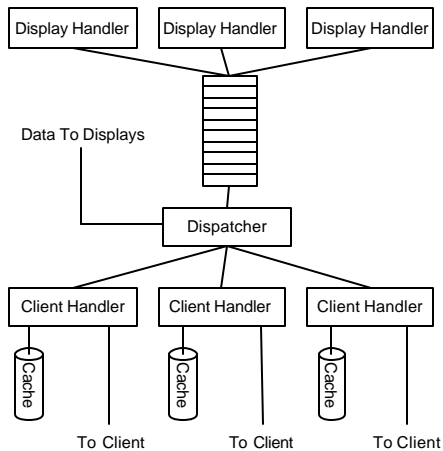 Display Handler
Display Handler
Display Handler
Data To Displays
Dispatcher
Client Handler
Client Handler
Client Handler
Cache
Cache
Cache
To Client
To Client
To Client